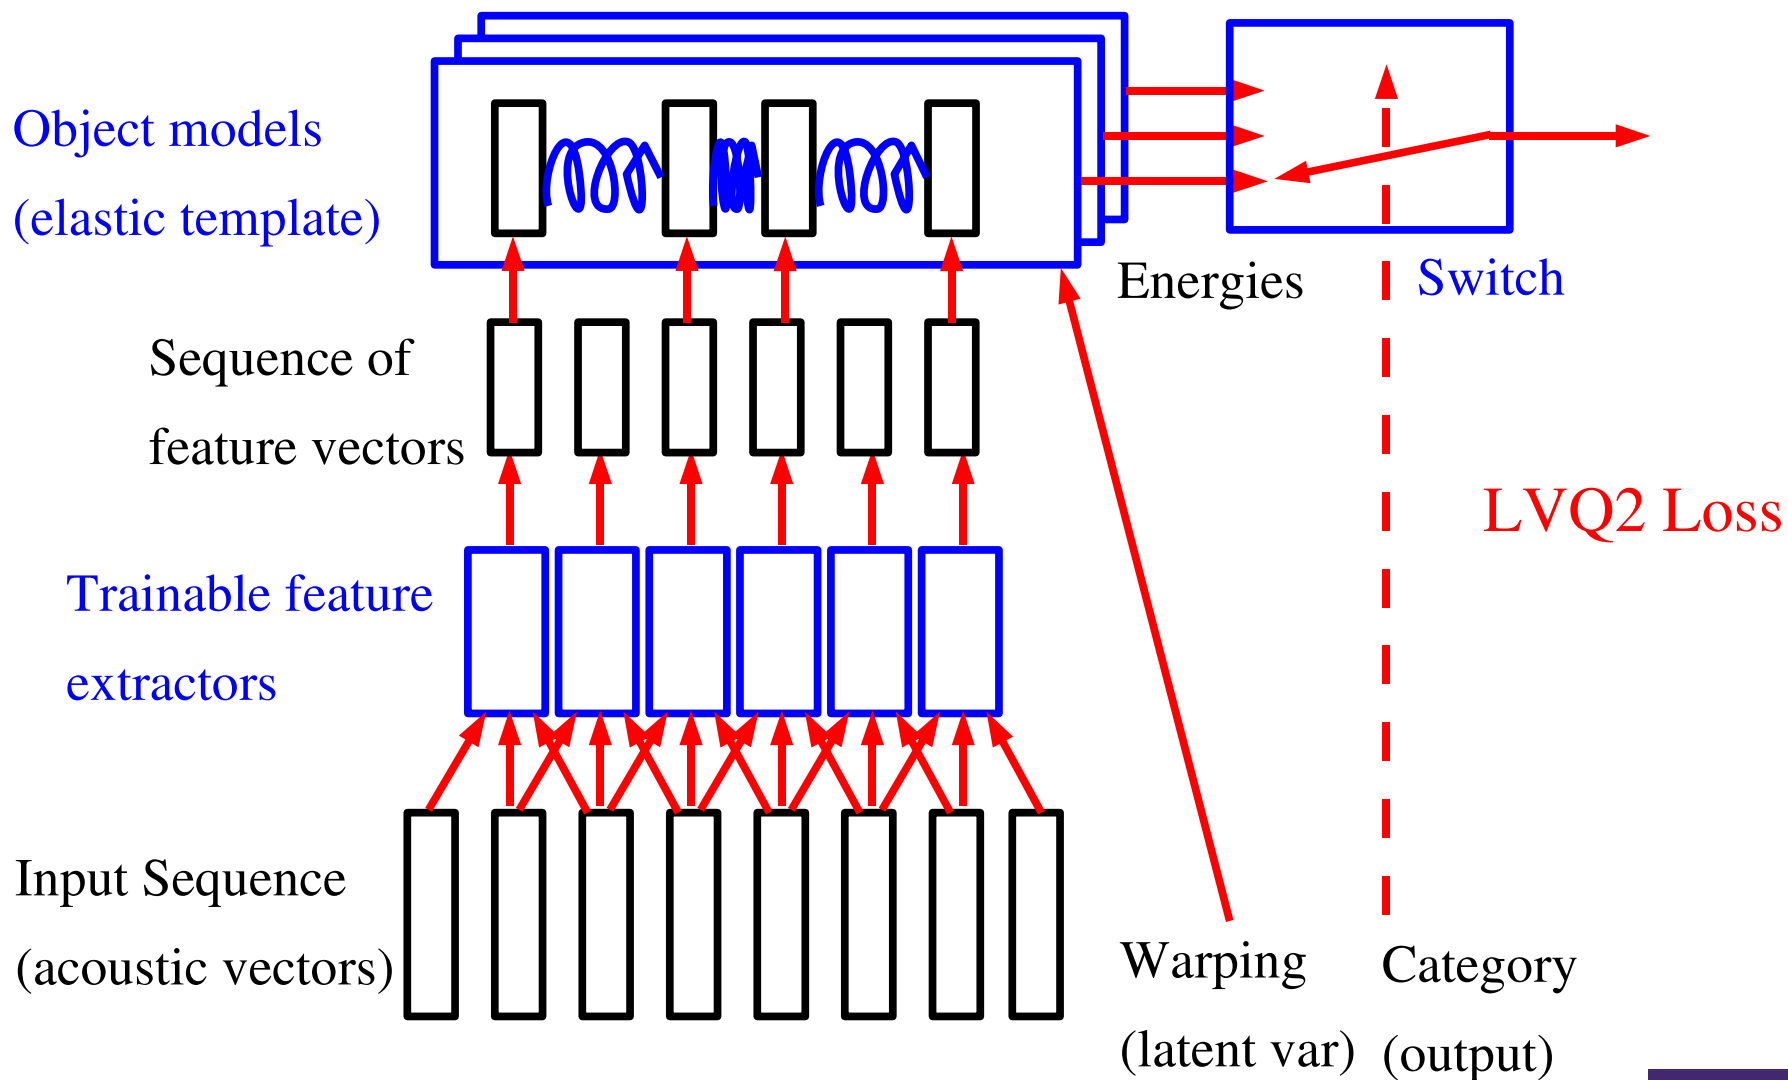 Object models
(elastic template)
Energies
Switch
Sequence of
feature vectors
LVQ2 Loss
Trainable feature
extractors
Input Sequence
(acoustic vectors)
Warping
(latent var)
Category
(output)